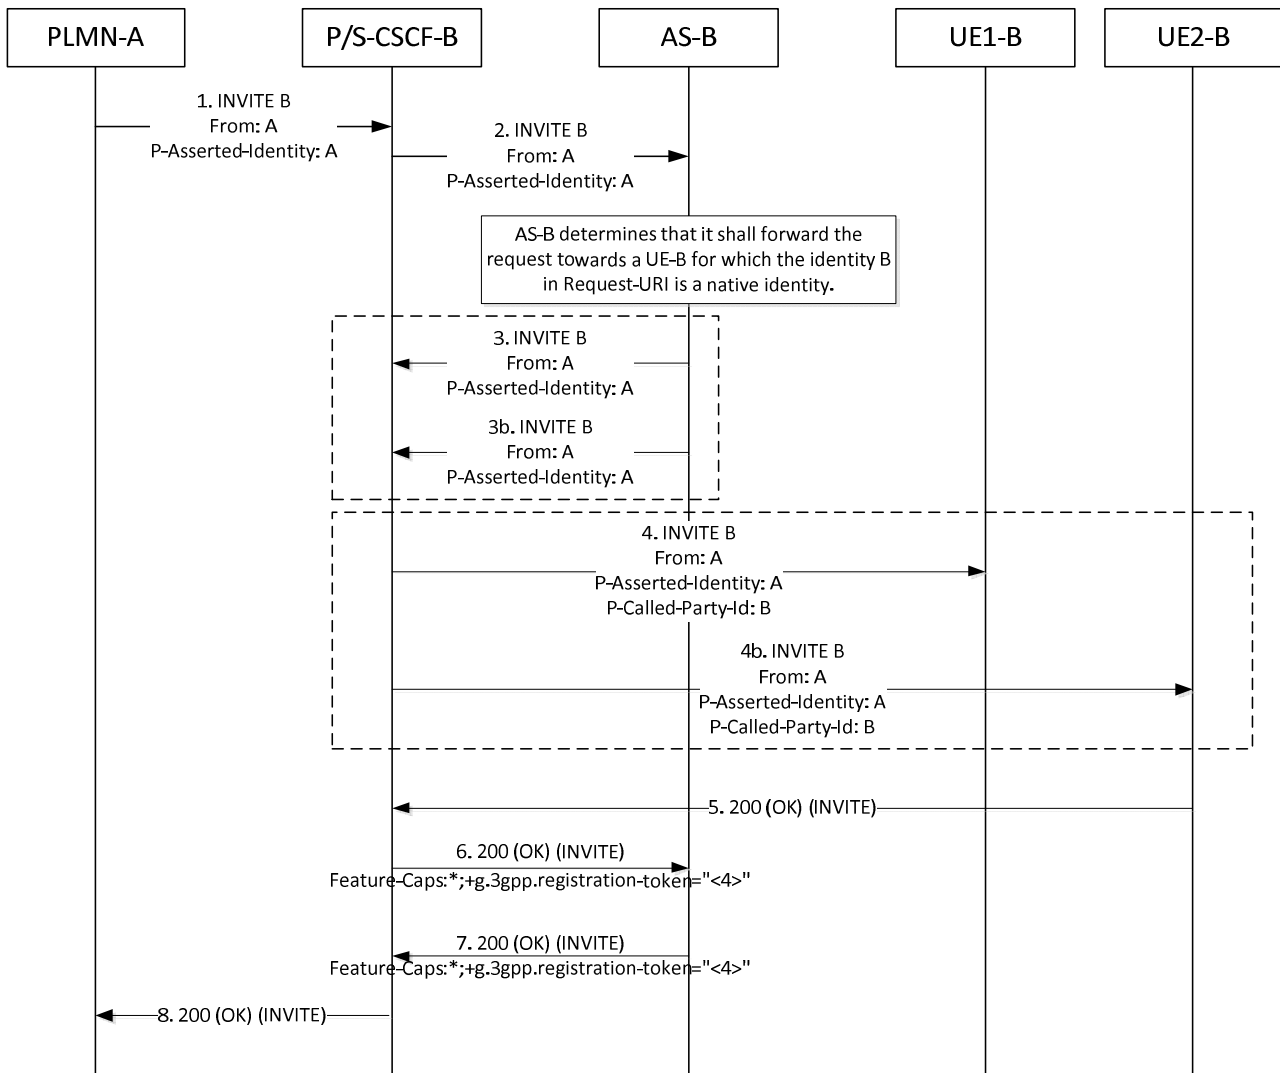 PLMN-A
P/S-CSCF-B
AS-B
UE1-B
UE2-B
1. INVITE B
From: A
P-Asserted-Identity: A
2. INVITE B
From: A
P-Asserted-Identity: A
AS-B determines that it shall forward the
request towards a UE-B for which the identity B
in Request-URI is a native identity.
3. INVITE B
From: A
P-Asserted-Identity: A
3b. INVITE B
From: A
P-Asserted-Identity: A
4. INVITE B
From: A
P-Asserted-Identity: A
P-Called-Party-Id: B
4b. INVITE B
From: A
P-Asserted-Identity: A
P-Called-Party-Id: B
5. 200 (OK) (INVITE)
6. 200 (OK) (INVITE)
Feature-Caps:*;+g.3gpp.registration-token="<4>"
7. 200 (OK) (INVITE)
Feature-Caps:*;+g.3gpp.registration-token="<4>"
8. 200 (OK) (INVITE)